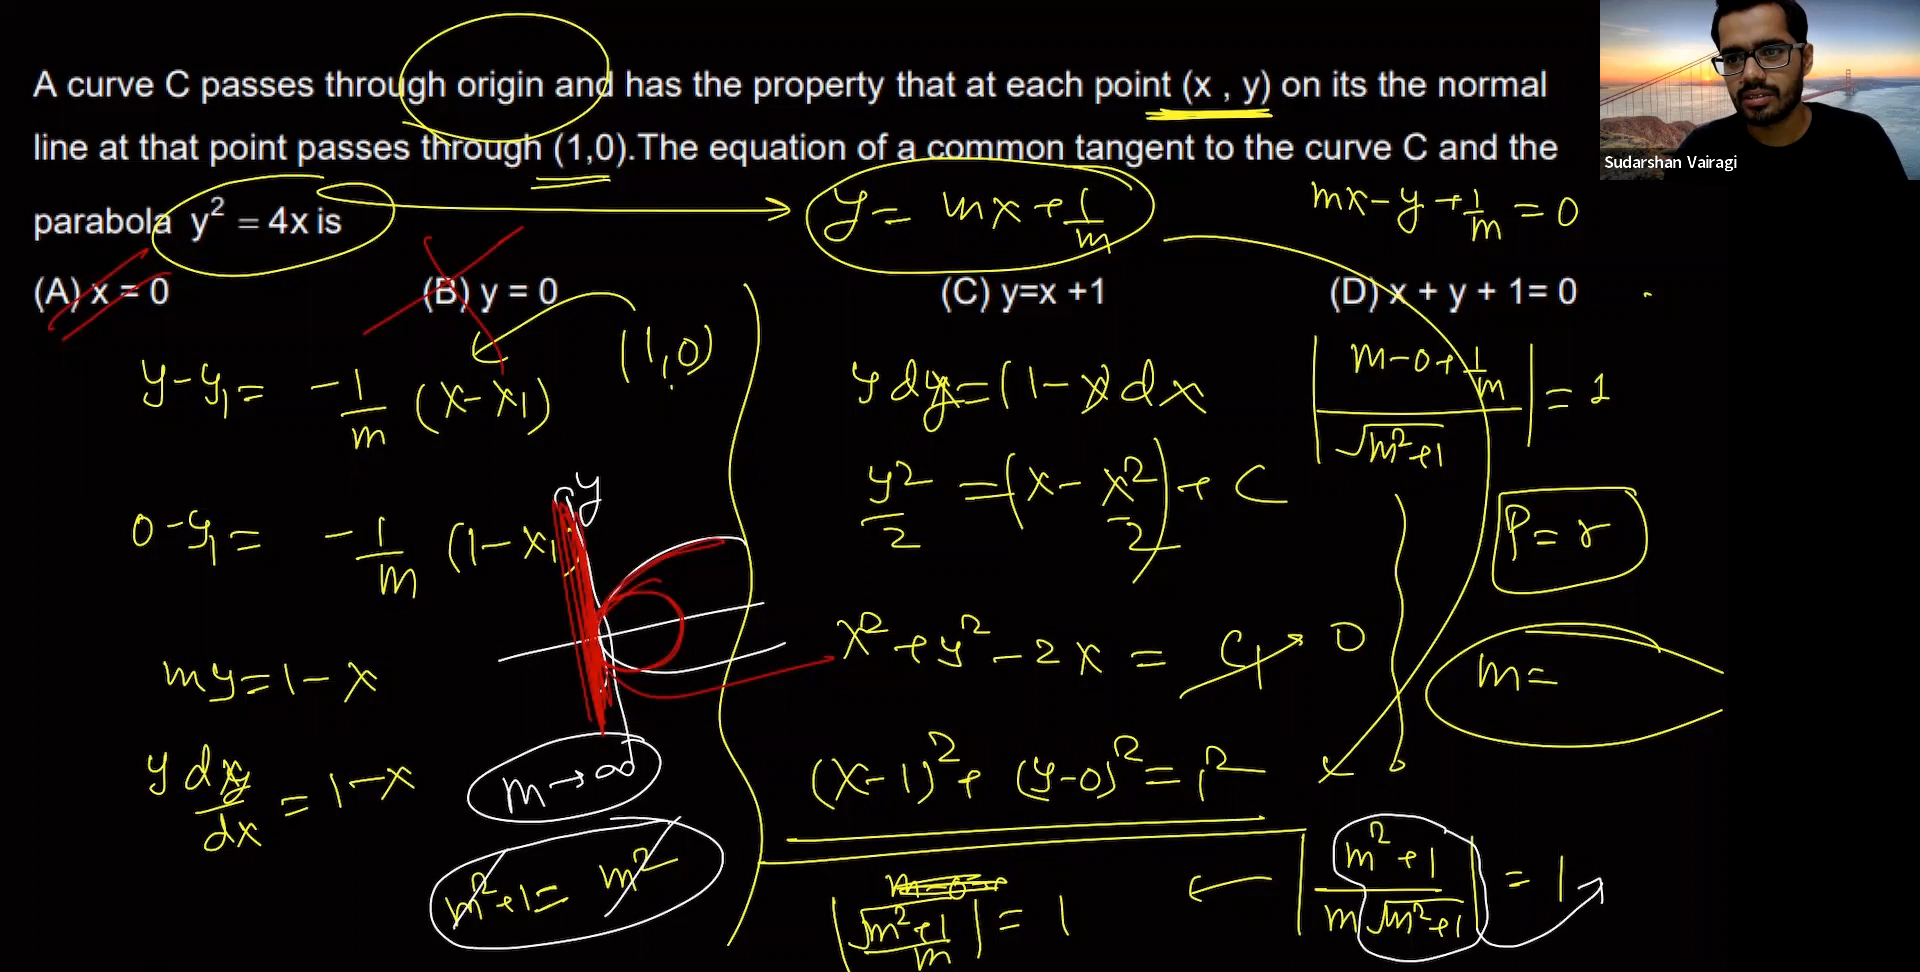 A curve C passes through origin and has the property that at each point (x , y) on its the normal
line at that point passes through (1,0).The equation of a common tangent to the curve C and the
parabola y² = 4x is
Sudarshan Vairagi
y = mx + 1/m
mx - y + 1/m = 0
(A) x = 0 (B) y = 0 (C) y=x +1 (D) x + y + 1= 0
y - y₁ = -1/m (x - x₁)
(1,0)
0 - y₁ = -1/m (1 - x₁)
y
my = 1 - x
y dy/dx = 1 - x
m → ∞
m² + 1 = m²
y dy = (1 - x) dx
y²/2 = (x - x²/2) + C
x² + y² - 2x = C₁ → 0
(x - 1)² + (y - 0)² = 1²
|(m - 0 + 1/m)/√(m² + 1)| = 1
P = r
m =
|(m² + 1)/(m√(m² + 1))| = 1
|√(m² + 1)/m| = 1